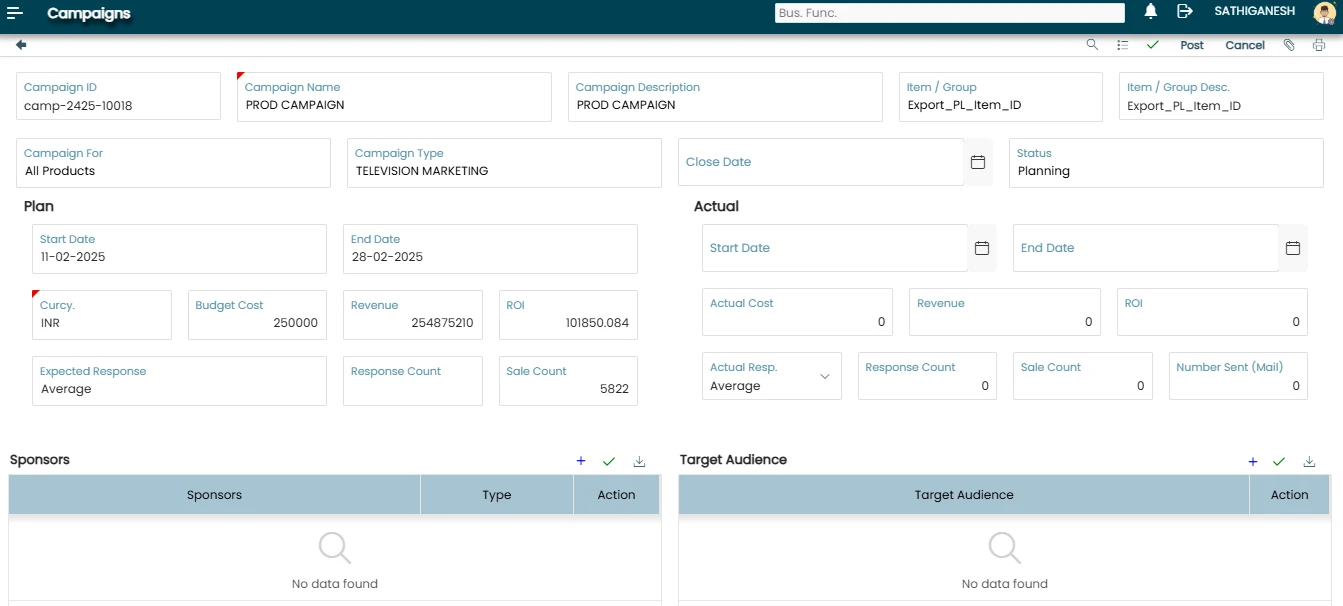 Campaigns
Bus. Func.
SATHIGANESH
Post Cancel
Campaign ID
camp-2425-10018
Campaign Name
PROD CAMPAIGN
Campaign Description
PROD CAMPAIGN
Item / Group
Export_PL_Item_ID
Item / Group Desc.
Export_PL_Item_ID
Campaign For
All Products
Campaign Type
TELEVISION MARKETING
Close Date
Status
Planning
Plan
Start Date
11-02-2025
End Date
28-02-2025
Curcy.
INR
Budget Cost
250000
Revenue
254875210
ROI
101850.084
Expected Response
Average
Response Count
Sale Count
5822
Actual
Start Date
End Date
Actual Cost
0
Revenue
0
ROI
0
Actual Resp.
Average
Response Count
0
Sale Count
0
Number Sent (Mail)
0
Sponsors
Sponsors Type Action
No data found
Target Audience
Target Audience Action
No data found